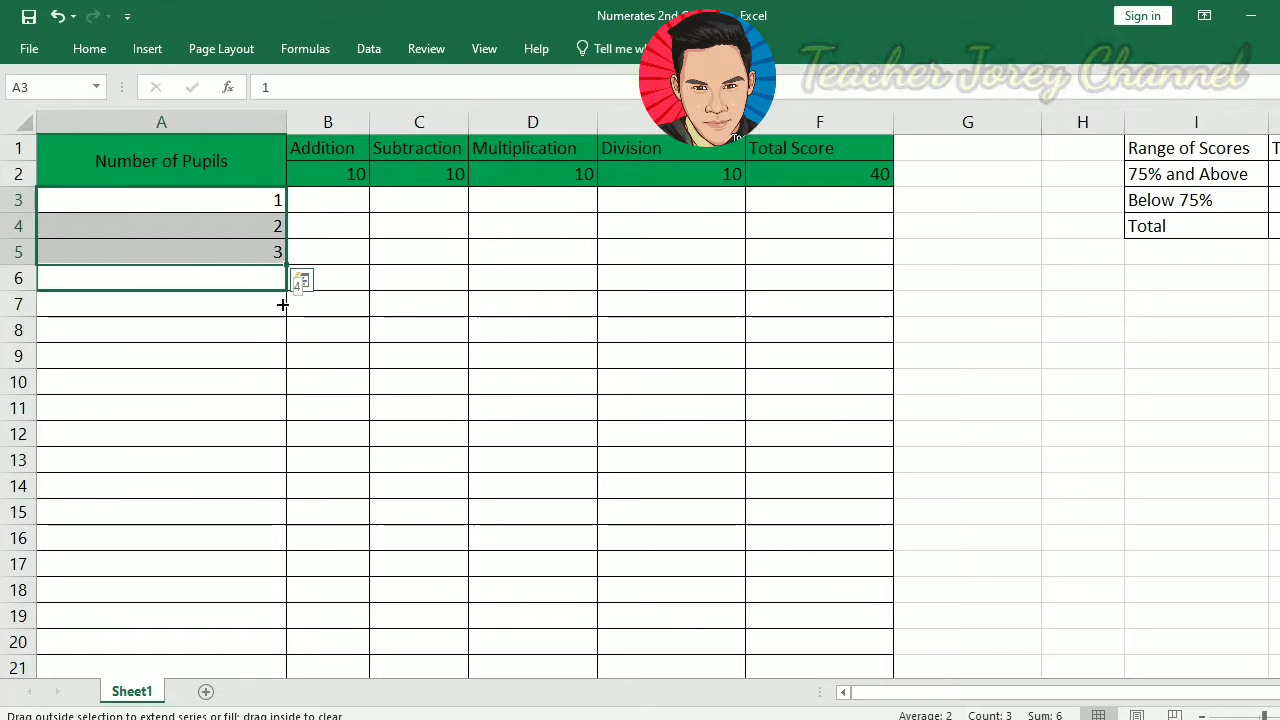 Numerates 2nd Excel
Sign in
File Home Insert Page Layout Formulas Data Review View Help Tell me
Teacher Jorey Channel
A3 fx 1
A B C D F G H I
1 Number of Pupils Addition Subtraction Multiplication Division Total Score Range of Scores
2 10 10 10 10 40 75% and Above
3 1 Below 75%
4 2 Total
5 3
6 4
7
8
9
10
11
12
13
14
15
16
17
18
19
20
21
Sheet1
Drag outside selection to extend series or fill; drag inside to clear Average: 2 Count: 3 Sum: 6